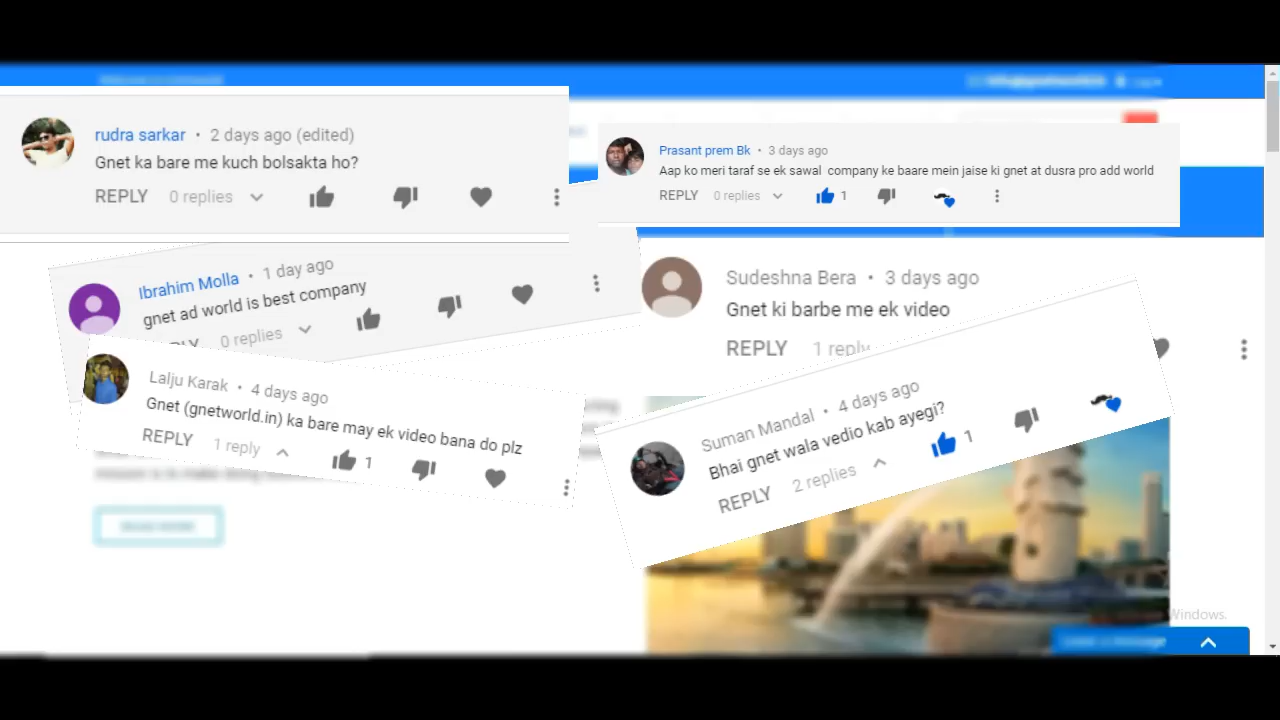 rudra sarkar • 2 days ago (edited)
Gnet ka bare me kuch bolsakta ho?
REPLY 0 replies
Prasant prem Bk • 3 days ago
Aap ko meri taraf se ek sawal company ke baare mein jaise ki gnet at dusra pro add world
REPLY 0 replies 1
Ibrahim Molla • 1 day ago
gnet ad world is best company
0 replies
Sudeshna Bera • 3 days ago
Gnet ki barbe me ek video
REPLY 1 reply
Lalju Karak • 4 days ago
Gnet (gnetworld.in) ka bare may ek video bana do plz
REPLY 1 reply 1
Suman Mandal • 4 days ago
Bhai gnet wala vedio kab ayegi?
REPLY 2 replies 1
Windows.